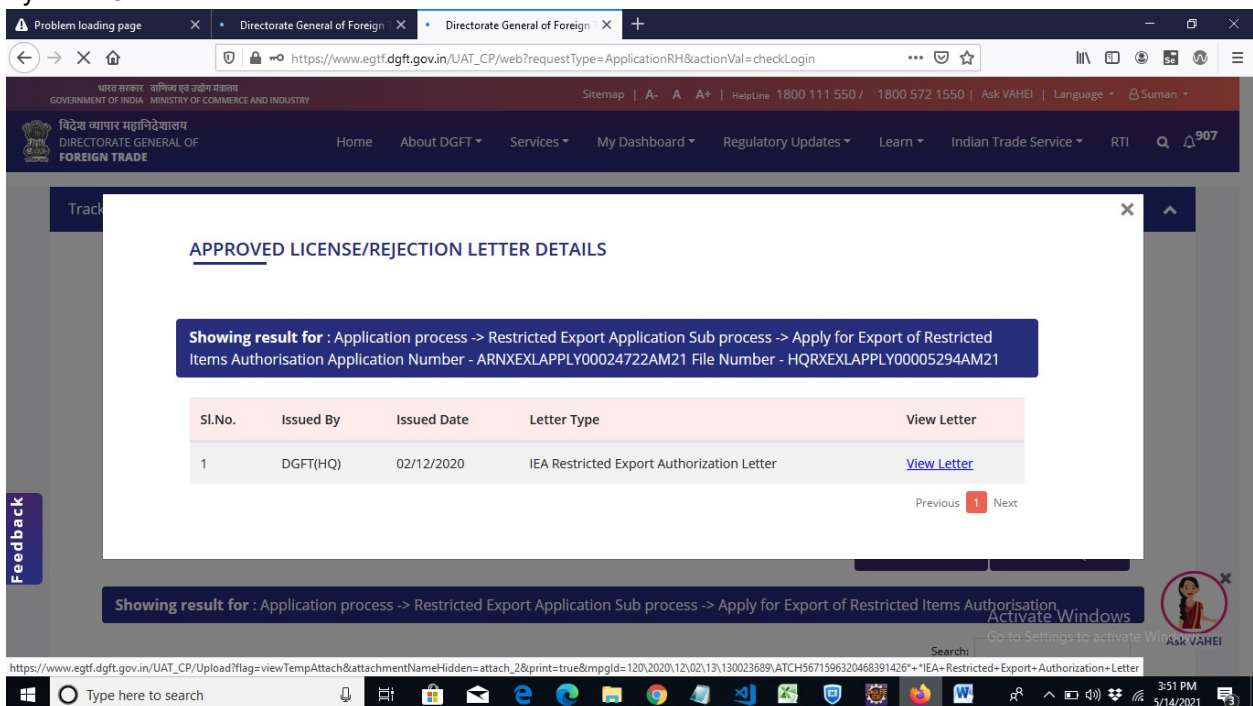 Problem loading page
Directorate General of Foreign T
Directorate General of Foreign T
https://www.egtf.dgft.gov.in/UAT_CP/web?requestType=ApplicationRH&actionVal=checkLogin
भारत सरकार वाणिज्य एवं उद्योग मंत्रालय
GOVERNMENT OF INDIA MINISTRY OF COMMERCE AND INDUSTRY
Sitemap | A- A A+ | HelpLine 1800 111 550 / 1800 572 1550 | Ask VAHEI | Language Suman
विदेश व्यापार महानिदेशालय
DIRECTORATE GENERAL OF
FOREIGN TRADE
Home About DGFT Services My Dashboard Regulatory Updates Learn Indian Trade Service RTI 907
Track
APPROVED LICENSE/REJECTION LETTER DETAILS
Showing result for : Application process -> Restricted Export Application Sub process -> Apply for Export of Restricted
Items Authorisation Application Number - ARNXEXLAPPLY00024722AM21 File Number - HQRXEXLAPPLY00005294AM21
Sl.No. Issued By Issued Date Letter Type View Letter
1 DGFT(HQ) 02/12/2020 IEA Restricted Export Authorization Letter View Letter
Previous 1 Next
Feedback
Showing result for : Application process -> Restricted Export Application Sub process -> Apply for Export of Restricted Items Authorisation
Activate Windows
Go to Settings to activate Win
Ask VAHEI
Search:
https://www.egtf.dgft.gov.in/UAT_CP/Upload?flag=viewTempAttach&attachmentNameHidden=attach_2&print=true&mpgId=120\2020\12\02\13\130023689\ATCH5671596320468391426"+"IEA+Restricted+Export+Authorization+Letter
Type here to search
3:51 PM
5/14/2021